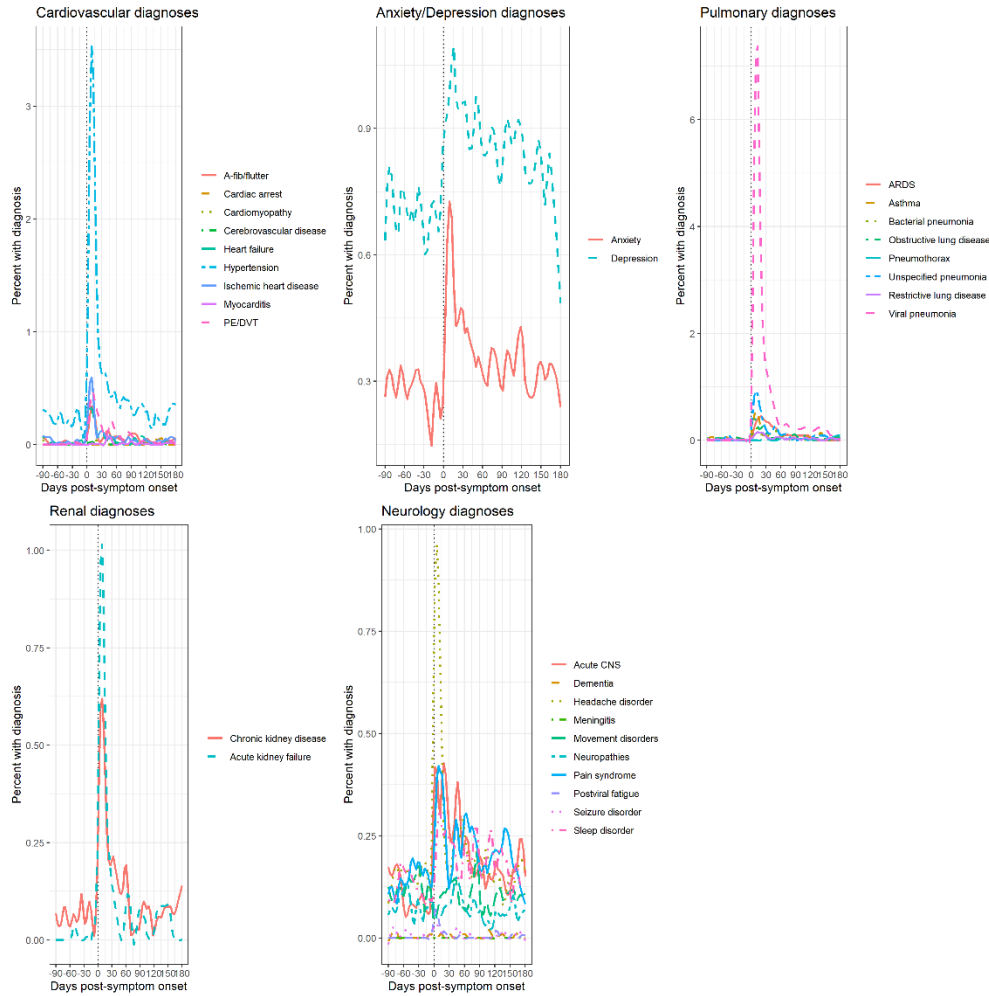 Cardiovascular diagnoses
Percent with diagnosis
3
2
1
0
-90-60-30 0 30 60 90 120150180
Days post-symptom onset
A-fib/flutter
Cardiac arrest
Cardiomyopathy
Cerebrovascular disease
Heart failure
Hypertension
Ischemic heart disease
Myocarditis
PE/DVT
Anxiety/Depression diagnoses
Percent with diagnosis
0.9
0.6
0.3
-90 -60 -30 0 30 60 90 120 150 180
Days post-symptom onset
Anxiety
Depression
Pulmonary diagnoses
Percent with diagnosis
6
4
2
0
-90-60-30 0 30 60 90 120150180
Days post-symptom onset
ARDS
Asthma
Bacterial pneumonia
Obstructive lung disease
Pneumothorax
Unspecified pneumonia
Restrictive lung disease
Viral pneumonia
Renal diagnoses
Percent with diagnosis
1.00
0.75
0.50
0.25
0.00
-90-60-30 0 30 60 90 120150180
Days post-symptom onset
Chronic kidney disease
Acute kidney failure
Neurology diagnoses
Percent with diagnosis
1.00
0.75
0.50
0.25
0.00
-90-60-30 0 30 60 90 120150180
Days post-symptom onset
Acute CNS
Dementia
Headache disorder
Meningitis
Movement disorders
Neuropathies
Pain syndrome
Postviral fatigue
Seizure disorder
Sleep disorder